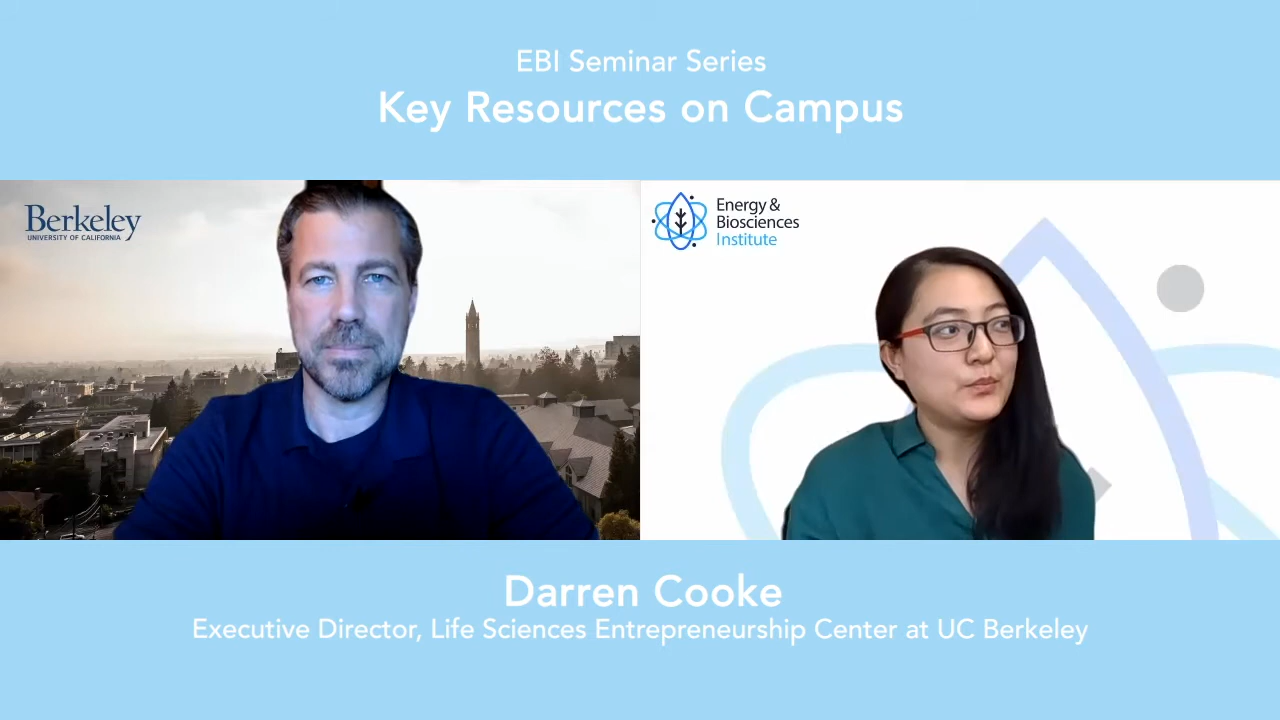 EBI Seminar Series
Key Resources on Campus
Berkeley
UNIVERSITY OF CALIFORNIA
Energy &
Biosciences
Institute
Darren Cooke
Executive Director, Life Sciences Entrepreneurship Center at UC Berkeley